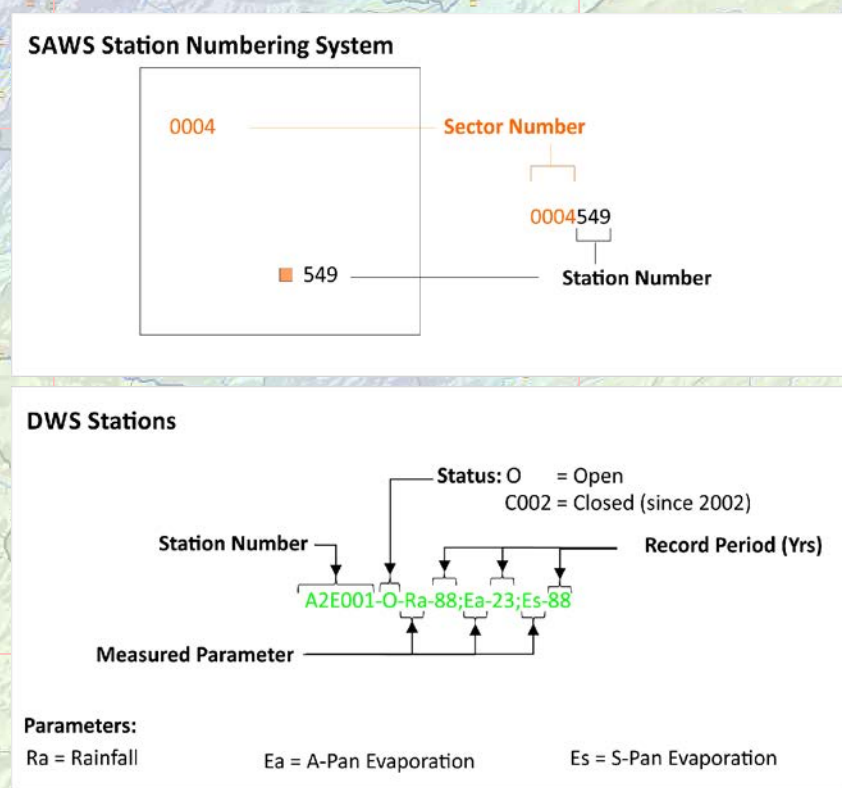 SAWS Station Numbering System
0004
Sector Number
0004549
549
Station Number
DWS Stations
Status: O = Open
C002 = Closed (since 2002)
Station Number
Record Period (Yrs)
A2E001-O-Ra-88;Ea-23;Es-88
Measured Parameter
Parameters:
Ra = Rainfall
Ea = A-Pan Evaporation
Es = S-Pan Evaporation